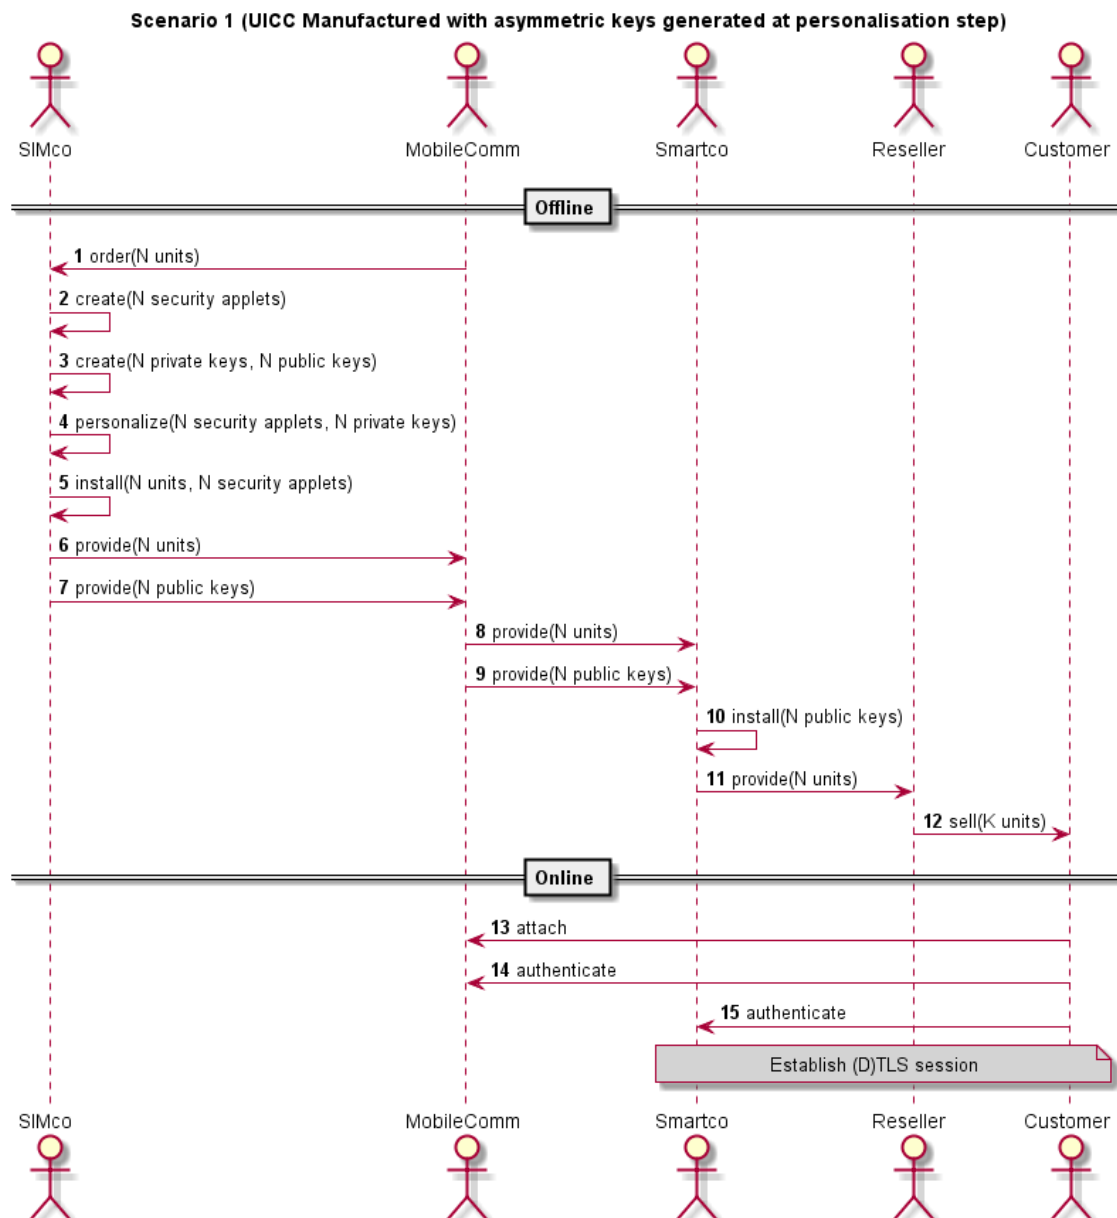 Scenario 1 (UICC Manufactured with asymmetric keys generated at personalisation step)
SIMco MobileComm Smartco Reseller Customer
Offline
1 order(N units)
2 create(N security applets)
3 create(N private keys, N public keys)
4 personalize(N security applets, N private keys)
5 install(N units, N security applets)
6 provide(N units)
7 provide(N public keys)
8 provide(N units)
9 provide(N public keys)
10 install(N public keys)
11 provide(N units)
12 sell(K units)
Online
13 attach
14 authenticate
15 authenticate
Establish (D)TLS session
SIMco MobileComm Smartco Reseller Customer